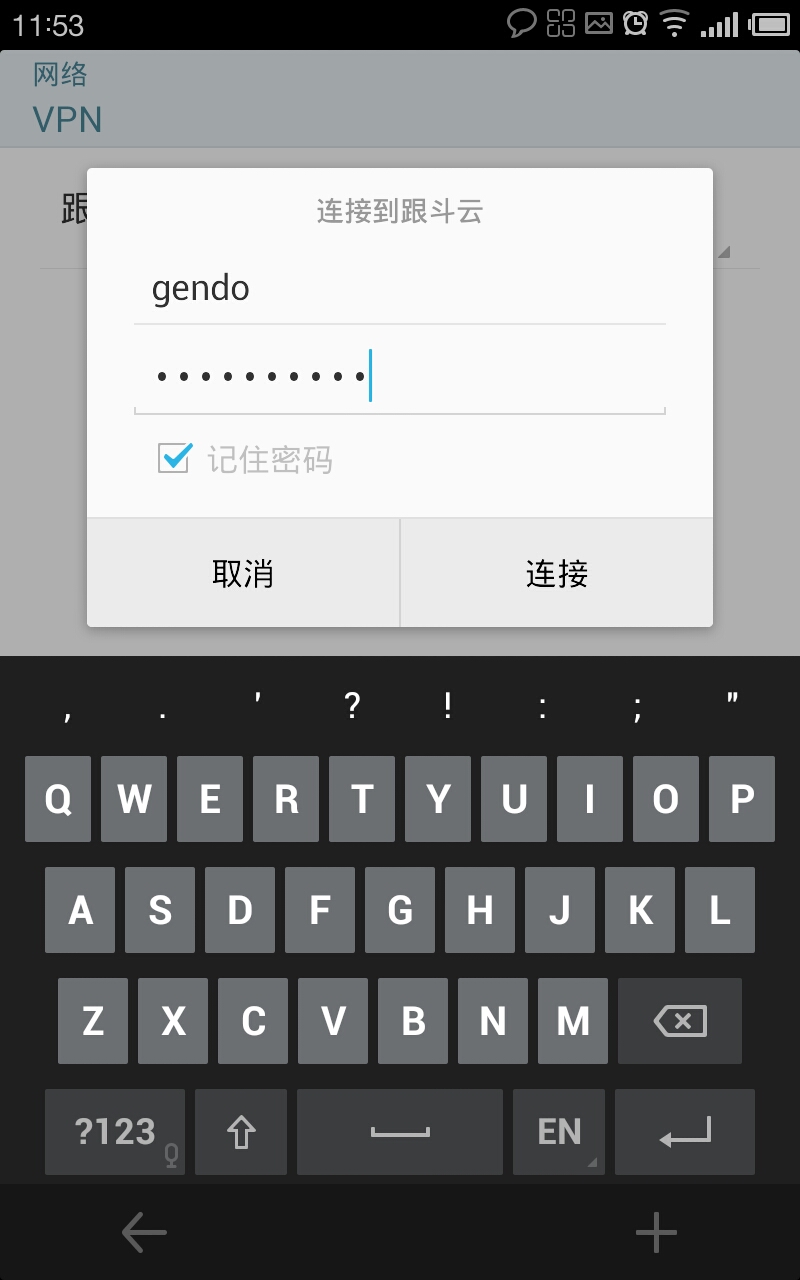 11:53
网络
VPN
跟
连接到跟斗云
gendo
••••••••••
记住密码
取消
连接
, . ' ? ! : ; "
Q W E R T Y U I O P
A S D F G H J K L
Z X C V B N M
?123 EN